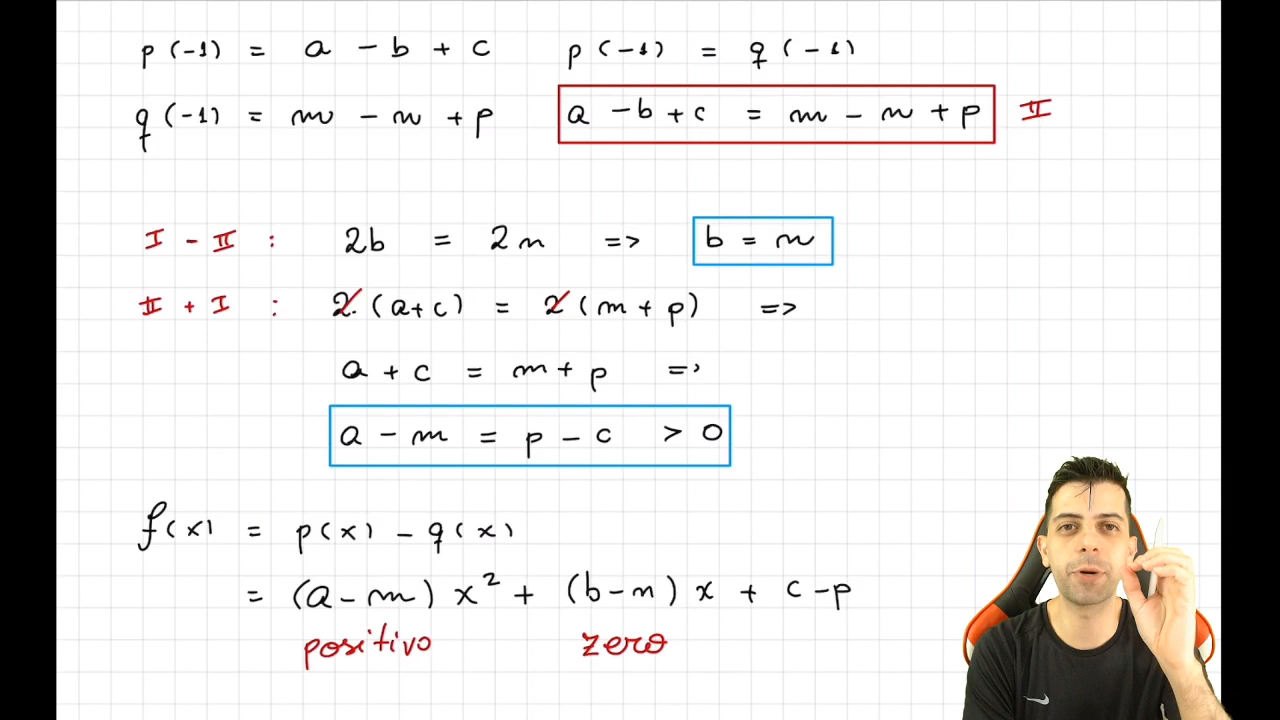 p(-1) = a - b + c    p(-1) = q(-1)
q(-1) = m - n + p    a - b + c = m - n + p    II
I - II :    2b = 2n    =>    b = n
II + I :    2·(a+c) = 2(m + p)    =>
a + c = m + p    =>
a - m = p - c > 0
f(x) = p(x) - q(x)
= (a - m) x² + (b - n) x + c - p
positivo    zero